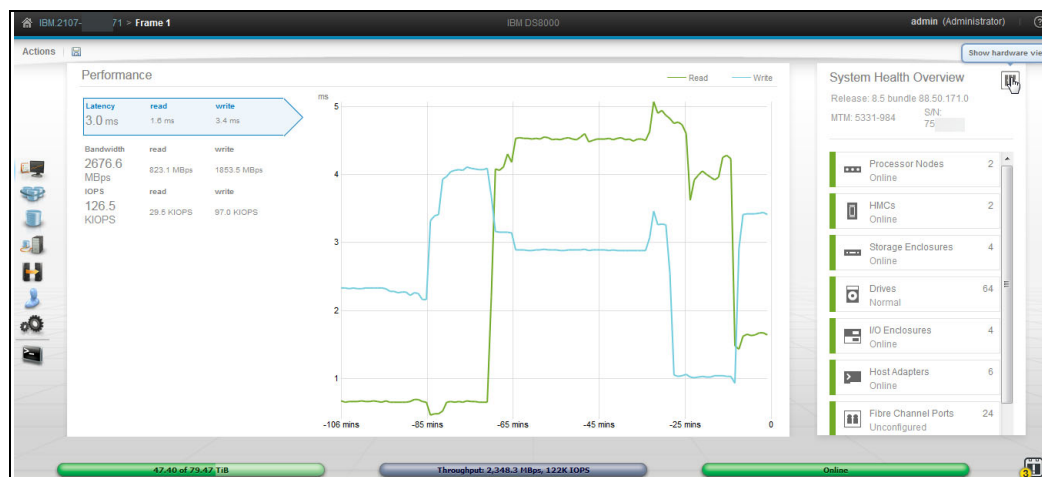 IBM.2107- 71 > Frame 1
IBM DS8000
admin (Administrator)
Actions
Show hardware vie
Performance
Read
Write
Latency read write
3.0 ms 1.6 ms 3.4 ms
Bandwidth read write
2676.6 MBps 823.1 MBps 1853.5 MBps
IOPS read write
126.5 KIOPS 29.5 KIOPS 97.0 KIOPS
ms
5
4
3
2
1
-106 mins -85 mins -65 mins -45 mins -25 mins 0
System Health Overview
Release: 8.5 bundle 88.50.171.0
MTM: 5331-984 S/N: 75
Processor Nodes 2
Online
HMCs 2
Online
Storage Enclosures 4
Online
Drives 64
Normal
I/O Enclosures 4
Online
Host Adapters 6
Online
Fibre Channel Ports 24
Unconfigured
47.40 of 79.47 TiB
Throughput: 2,348.3 MBps, 122K IOPS
Online
3